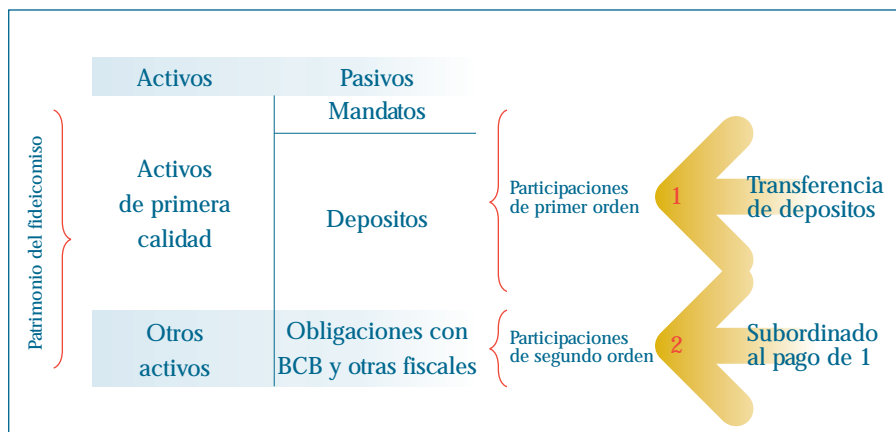 Activos
Pasivos
Patrimonio del fideicomiso
Mandatos
Activos
de primera
calidad
Depositos
Participaciones
de primer orden
1
Transferencia
de depositos
Otros
activos
Obligaciones con
BCB y otras fiscales
Participaciones
de segundo orden
2
Subordinado
al pago de 1